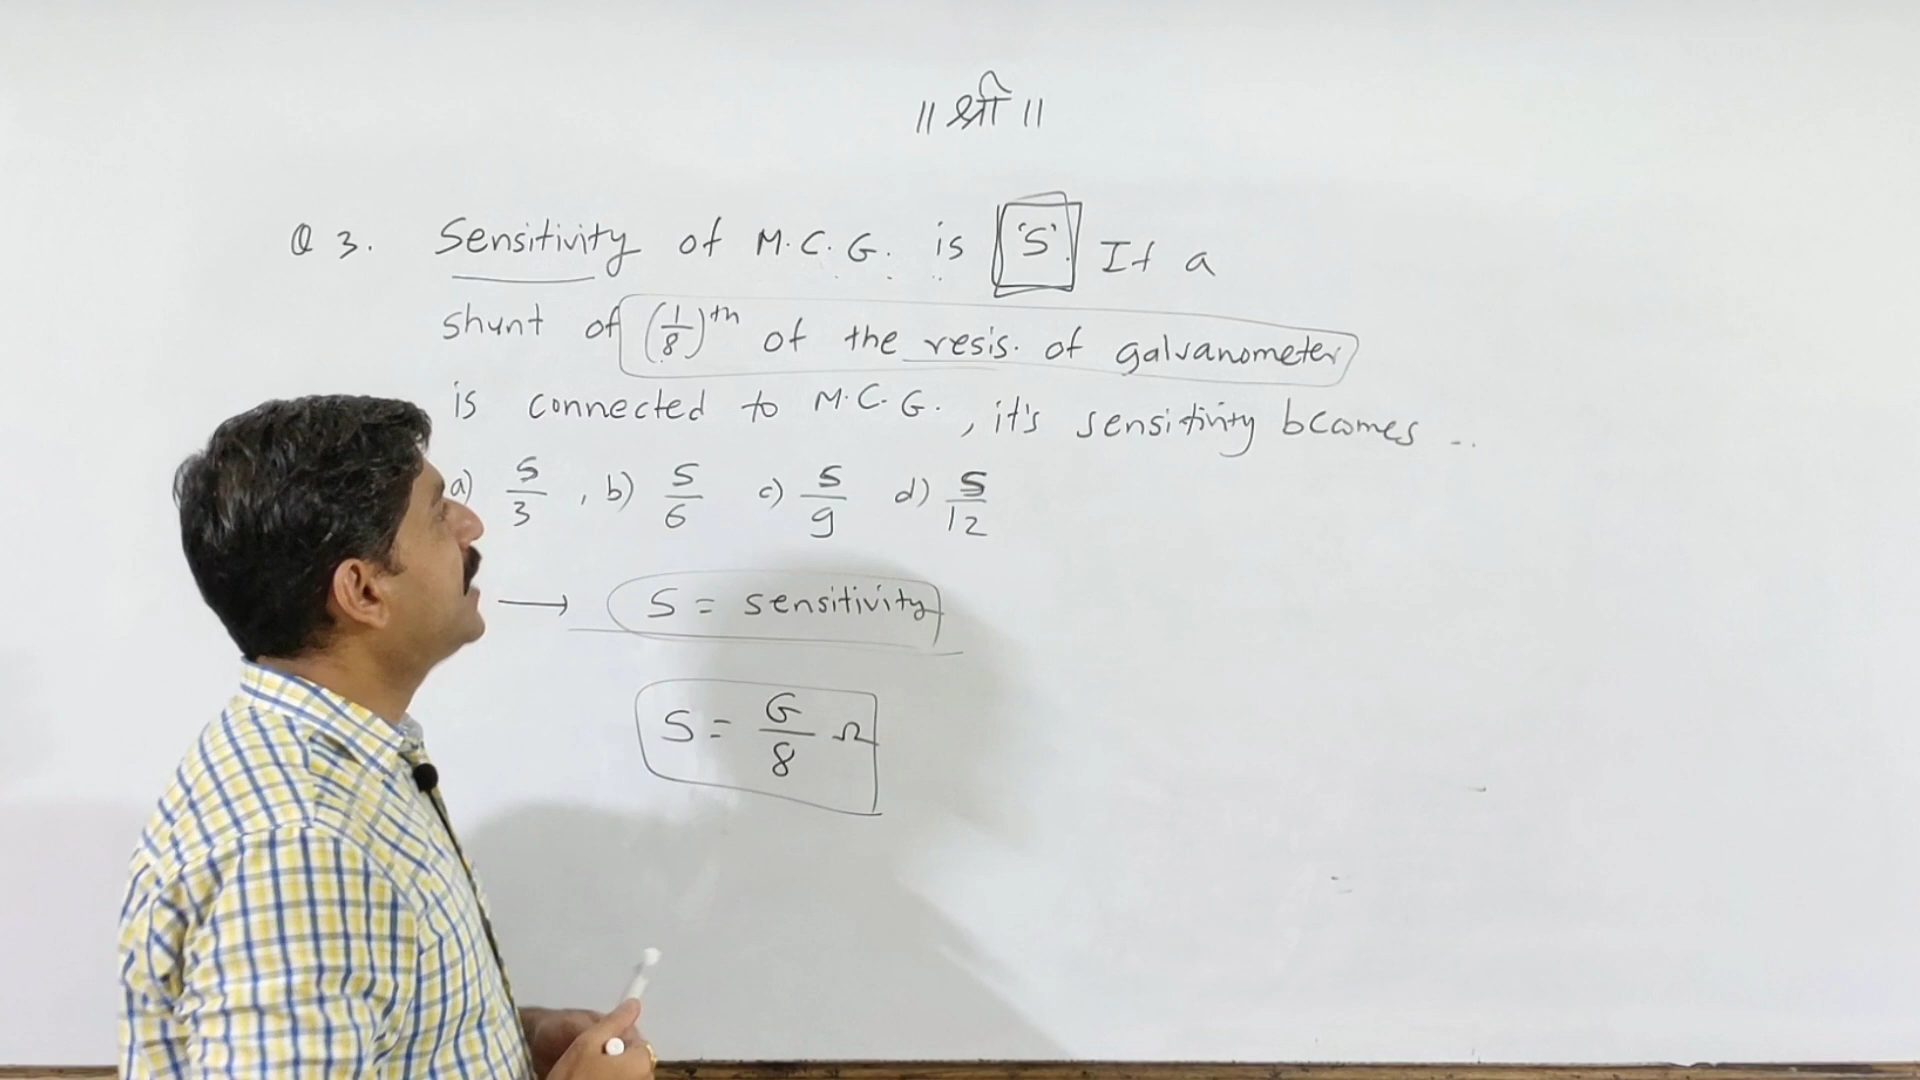 ॥ श्री ॥
Q 3. Sensitivity of M.C.G. is 'S'. If a
shunt of (1/8)th of the resis. of galvanometer
is connected to M.C.G., it's sensitivity bcomes ..
a) S/3, b) S/6 c) S/9 d) S/12
→ S = sensitivity
S = G/8 Ω